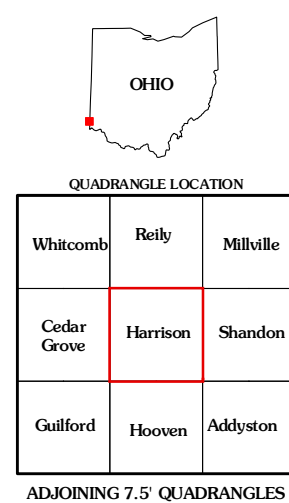 OHIO
QUADRANGLE LOCATION
Whitcomb Reily Millville
Cedar Grove Harrison Shandon
Guilford Hooven Addyston
ADJOINING 7.5' QUADRANGLES